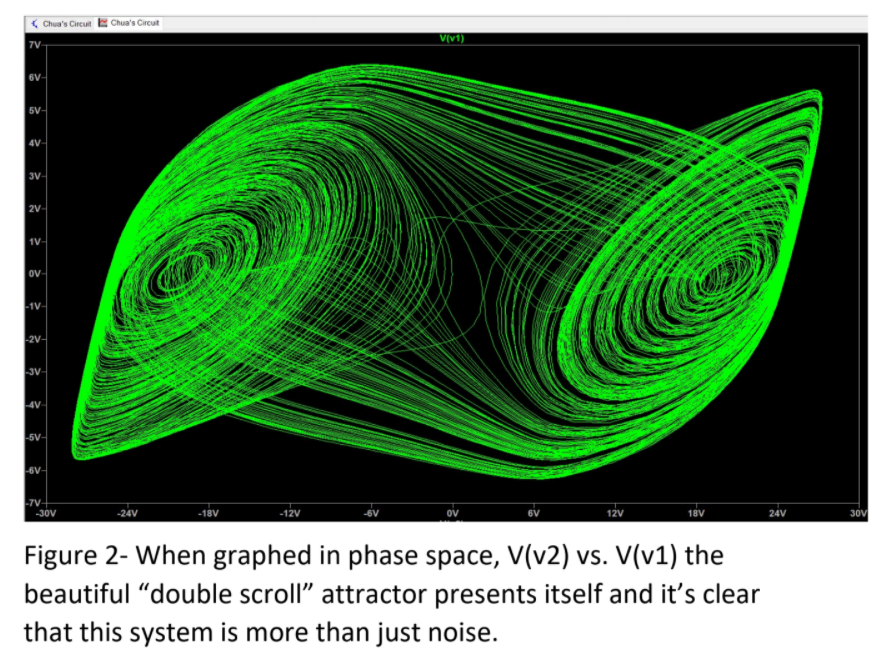 Chua's Circuit Chua's Circuit
V(v1)
7V
6V
5V
4V
3V
2V
1V
0V
-1V
-2V
-3V
-4V
-5V
-6V
-7V
-30V -24V -18V -12V -6V 0V 6V 12V 18V 24V 30V
Figure 2- When graphed in phase space, V(v2) vs. V(v1) the
beautiful “double scroll” attractor presents itself and it’s clear
that this system is more than just noise.